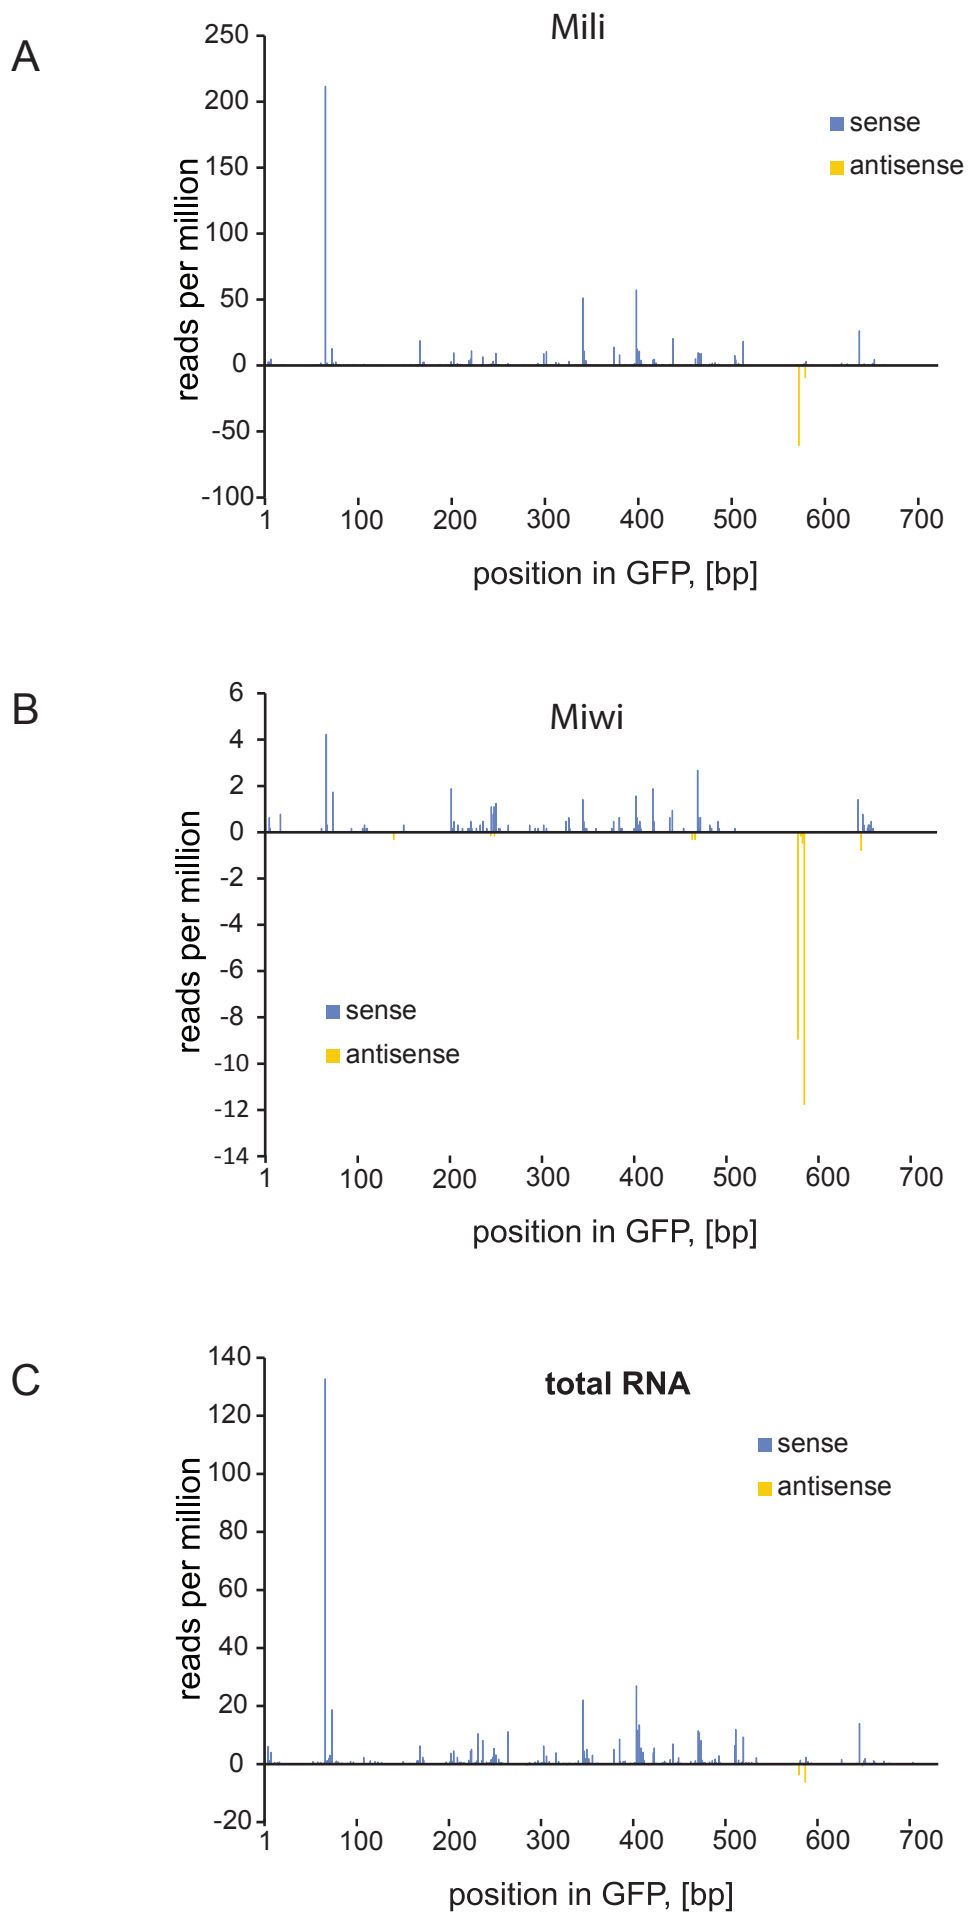 A
Mili
250
200
150
100
50
0
-50
-100
reads per million
sense
antisense
1 100 200 300 400 500 600 700
position in GFP, [bp]
B
Miwi
6
4
2
0
-2
-4
-6
-8
-10
-12
-14
reads per million
sense
antisense
1 100 200 300 400 500 600 700
position in GFP, [bp]
C
total RNA
140
120
100
80
60
40
20
0
-20
reads per million
sense
antisense
1 100 200 300 400 500 600 700
position in GFP, [bp]